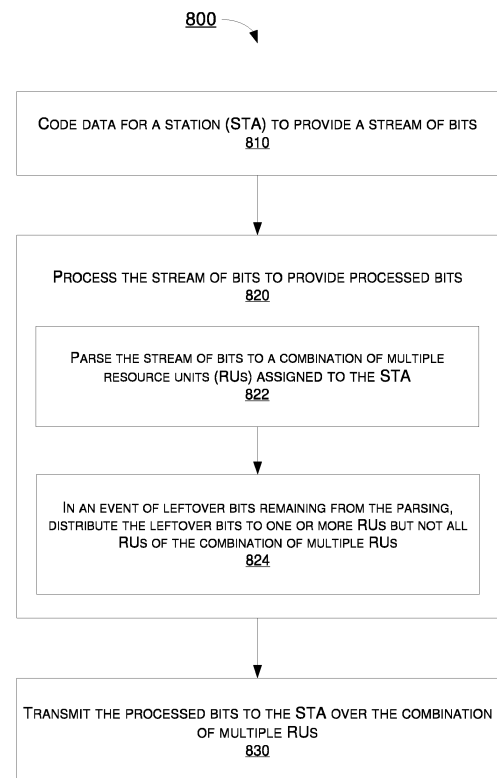 800
CODE DATA FOR A STATION (STA) TO PROVIDE A STREAM OF BITS
810
PROCESS THE STREAM OF BITS TO PROVIDE PROCESSED BITS
820
PARSE THE STREAM OF BITS TO A COMBINATION OF MULTIPLE
RESOURCE UNITS (RUS) ASSIGNED TO THE STA
822
IN AN EVENT OF LEFTOVER BITS REMAINING FROM THE PARSING,
DISTRIBUTE THE LEFTOVER BITS TO ONE OR MORE RUS BUT NOT ALL
RUS OF THE COMBINATION OF MULTIPLE RUS
824
TRANSMIT THE PROCESSED BITS TO THE STA OVER THE COMBINATION
OF MULTIPLE RUS
830